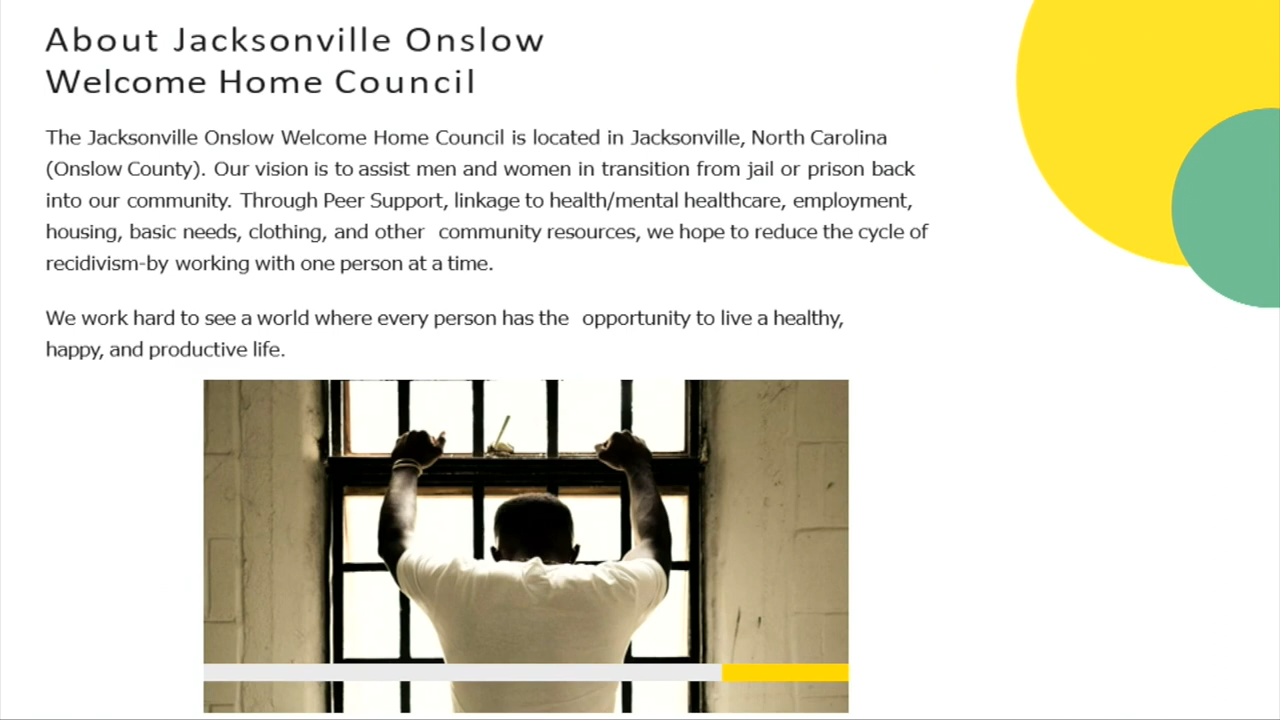 About Jacksonville Onslow
Welcome Home Council
The Jacksonville Onslow Welcome Home Council is located in Jacksonville, North Carolina
(Onslow County). Our vision is to assist men and women in transition from jail or prison back
into our community. Through Peer Support, linkage to health/mental healthcare, employment,
housing, basic needs, clothing, and other community resources, we hope to reduce the cycle of
recidivism-by working with one person at a time.
We work hard to see a world where every person has the opportunity to live a healthy,
happy, and productive life.